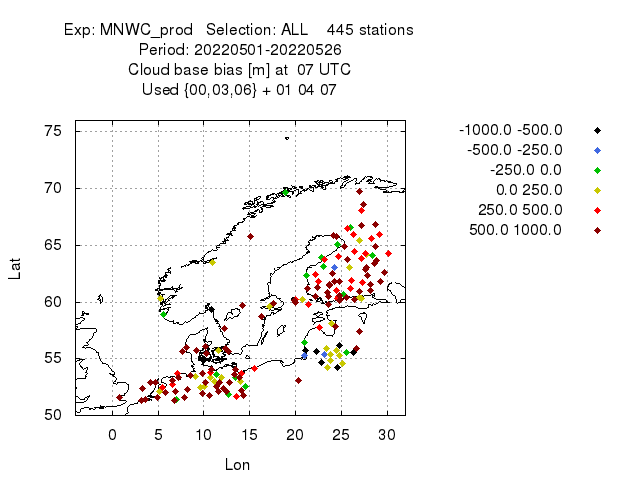 Exp: MNWC_prod   Selection: ALL    445 stations
Period: 20220501-20220526
Cloud base bias [m] at  07 UTC
Used {00,03,06} + 01 04 07
-1000.0 -500.0
-500.0 -250.0
-250.0 0.0
0.0 250.0
250.0 500.0
500.0 1000.0
75
70
65
60
55
50
Lat
0 5 10 15 20 25 30
Lon